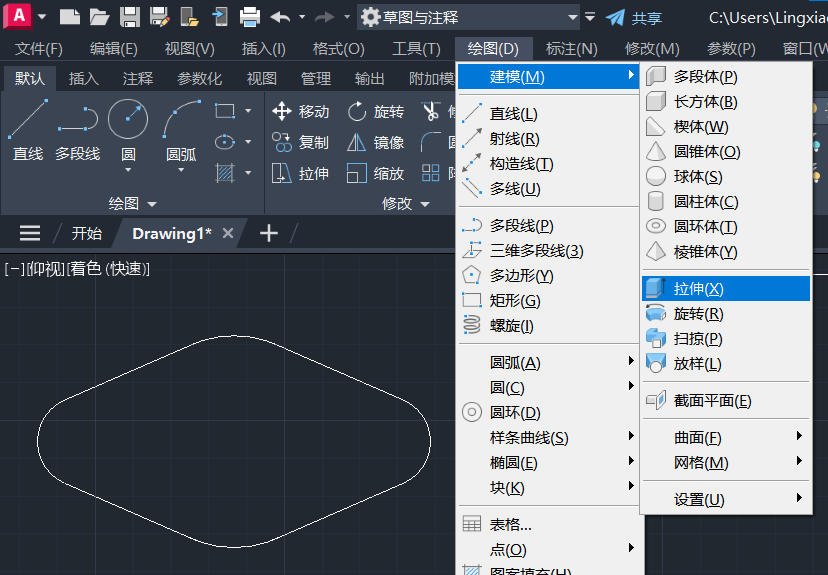 A
草图与注释
共享
C:\Users\Lingxia
文件(F) 编辑(E) 视图(V) 插入(I) 格式(O) 工具(T) 绘图(D) 标注(N) 修改(M) 参数(P) 窗口(W
默认 插入 注释 参数化 视图 管理 输出 附加模
直线 多段线 圆 圆弧
移动 旋转
复制 镜像
拉伸 缩放
绘图
修改
开始 Drawing1*
[−][仰视][着色 (快速)]
建模(M)
直线(L)
射线(R)
构造线(T)
多线(U)
多段线(P)
三维多段线(3)
多边形(Y)
矩形(G)
螺旋(I)
圆弧(A)
圆(C)
圆环(D)
样条曲线(S)
椭圆(E)
块(K)
表格...
点(O)
图案填充(H)
多段体(P)
长方体(B)
楔体(W)
圆锥体(O)
球体(S)
圆柱体(C)
圆环体(T)
棱锥体(Y)
拉伸(X)
旋转(R)
扫掠(P)
放样(L)
截面平面(E)
曲面(F)
网格(M)
设置(U)